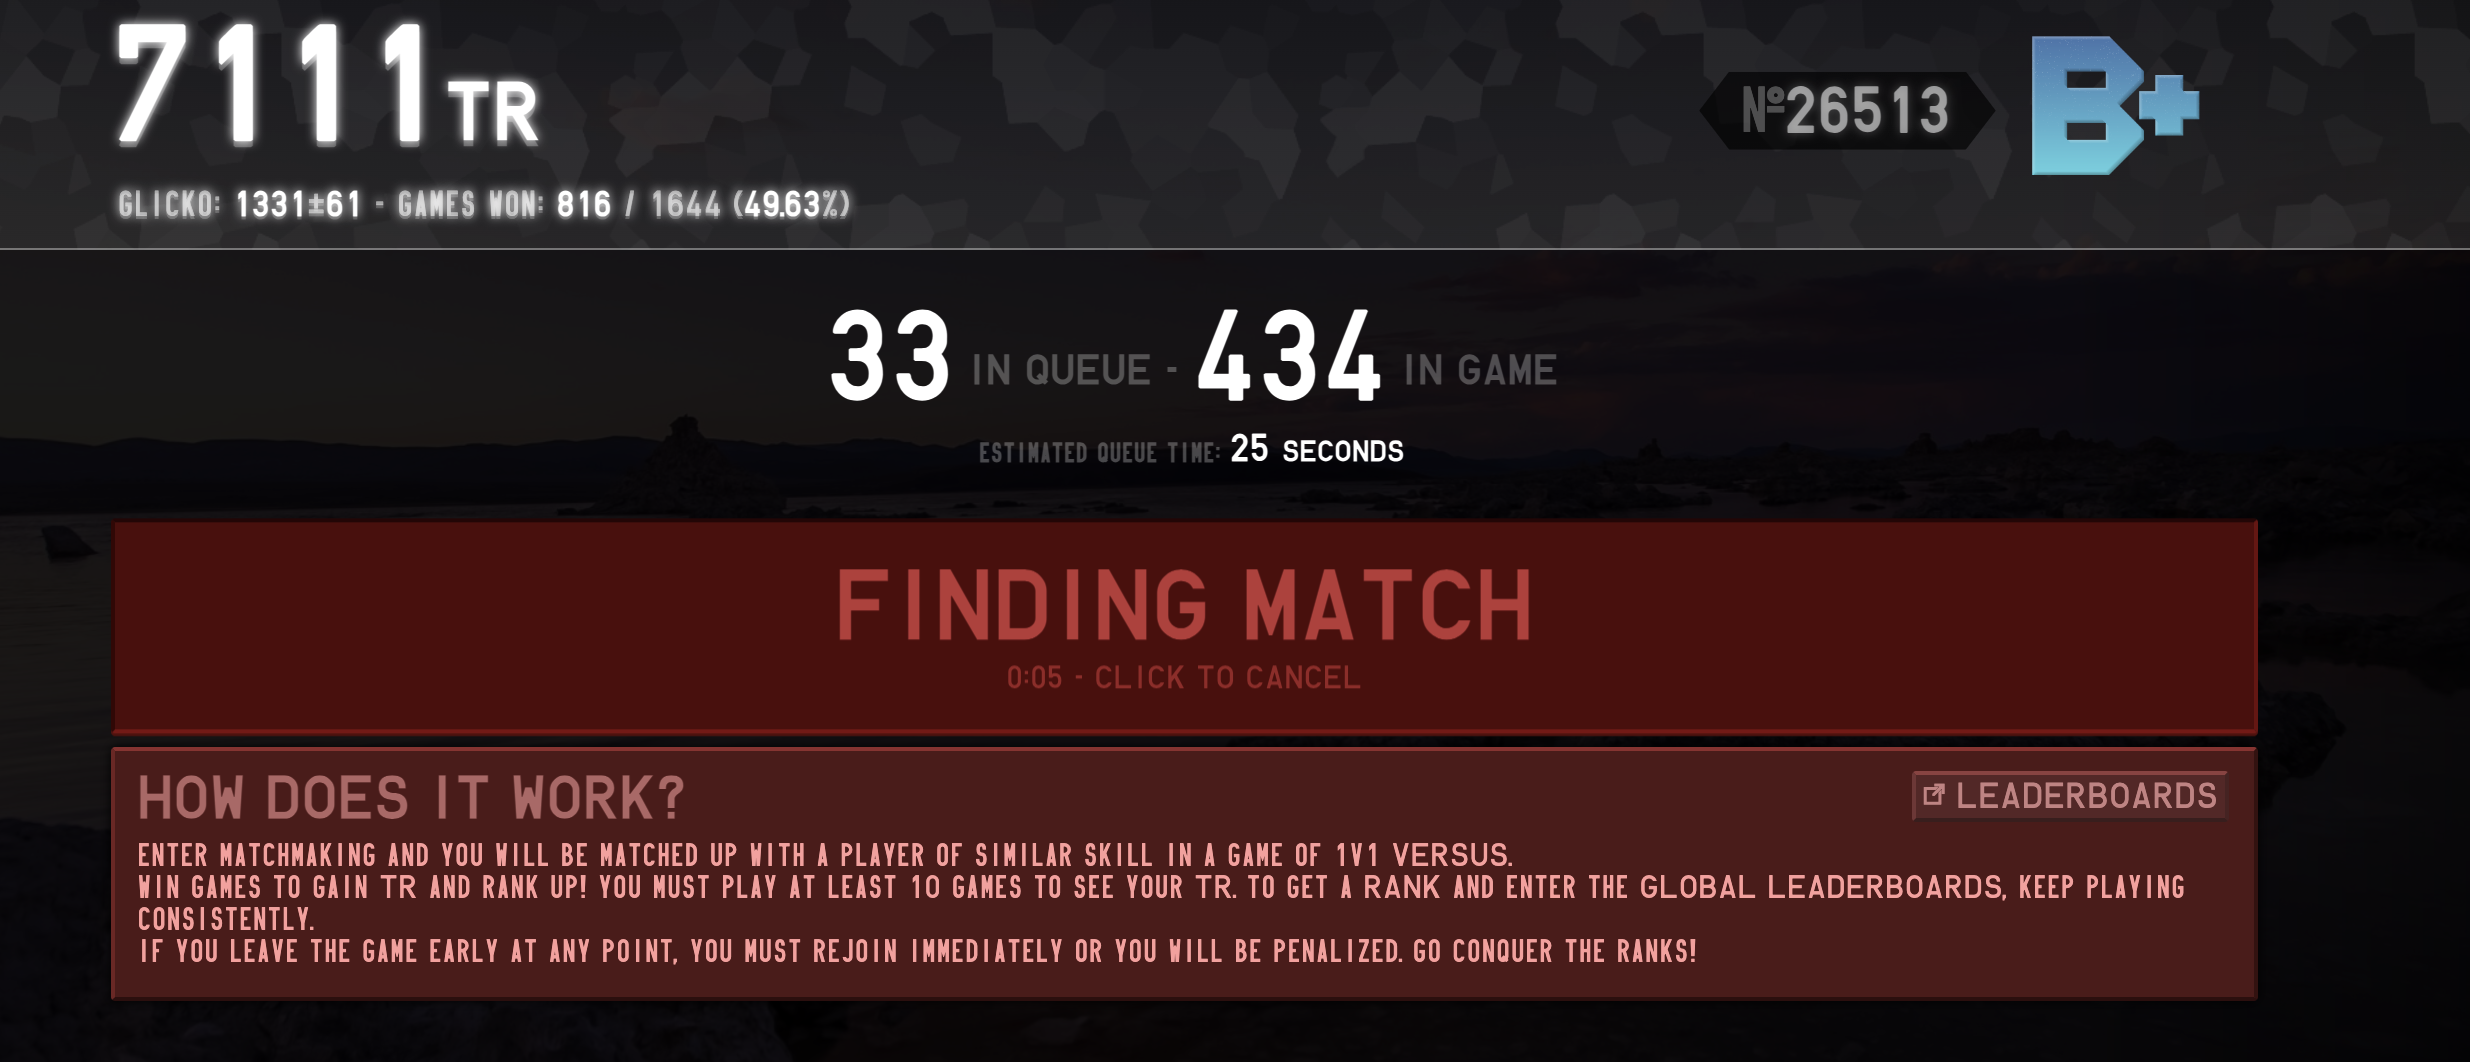 7111TR
№26513
B+
GLICKO: 1331±61 - GAMES WON: 816 / 1644 (49.63%)
33 IN QUEUE - 434 IN GAME
ESTIMATED QUEUE TIME: 25 SECONDS
FINDING MATCH
0:05 - CLICK TO CANCEL
HOW DOES IT WORK?
LEADERBOARDS
ENTER MATCHMAKING AND YOU WILL BE MATCHED UP WITH A PLAYER OF SIMILAR SKILL IN A GAME OF 1V1 VERSUS.
WIN GAMES TO GAIN TR AND RANK UP! YOU MUST PLAY AT LEAST 10 GAMES TO SEE YOUR TR. TO GET A RANK AND ENTER THE GLOBAL LEADERBOARDS, KEEP PLAYING
CONSISTENTLY.
IF YOU LEAVE THE GAME EARLY AT ANY POINT, YOU MUST REJOIN IMMEDIATELY OR YOU WILL BE PENALIZED. GO CONQUER THE RANKS!